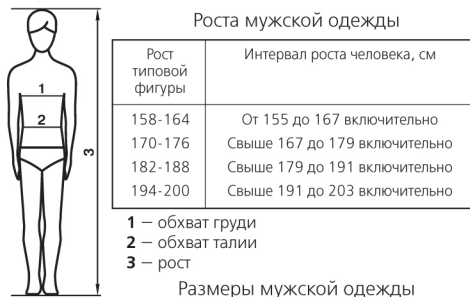 Роста мужской одежды
Рост типовой фигуры
Интервал роста человека, см
158-164 От 155 до 167 включительно
170-176 Свыше 167 до 179 включительно
182-188 Свыше 179 до 191 включительно
194-200 Свыше 191 до 203 включительно
1
2
3
1 – обхват груди
2 – обхват талии
3 – рост
Размеры мужской одежды